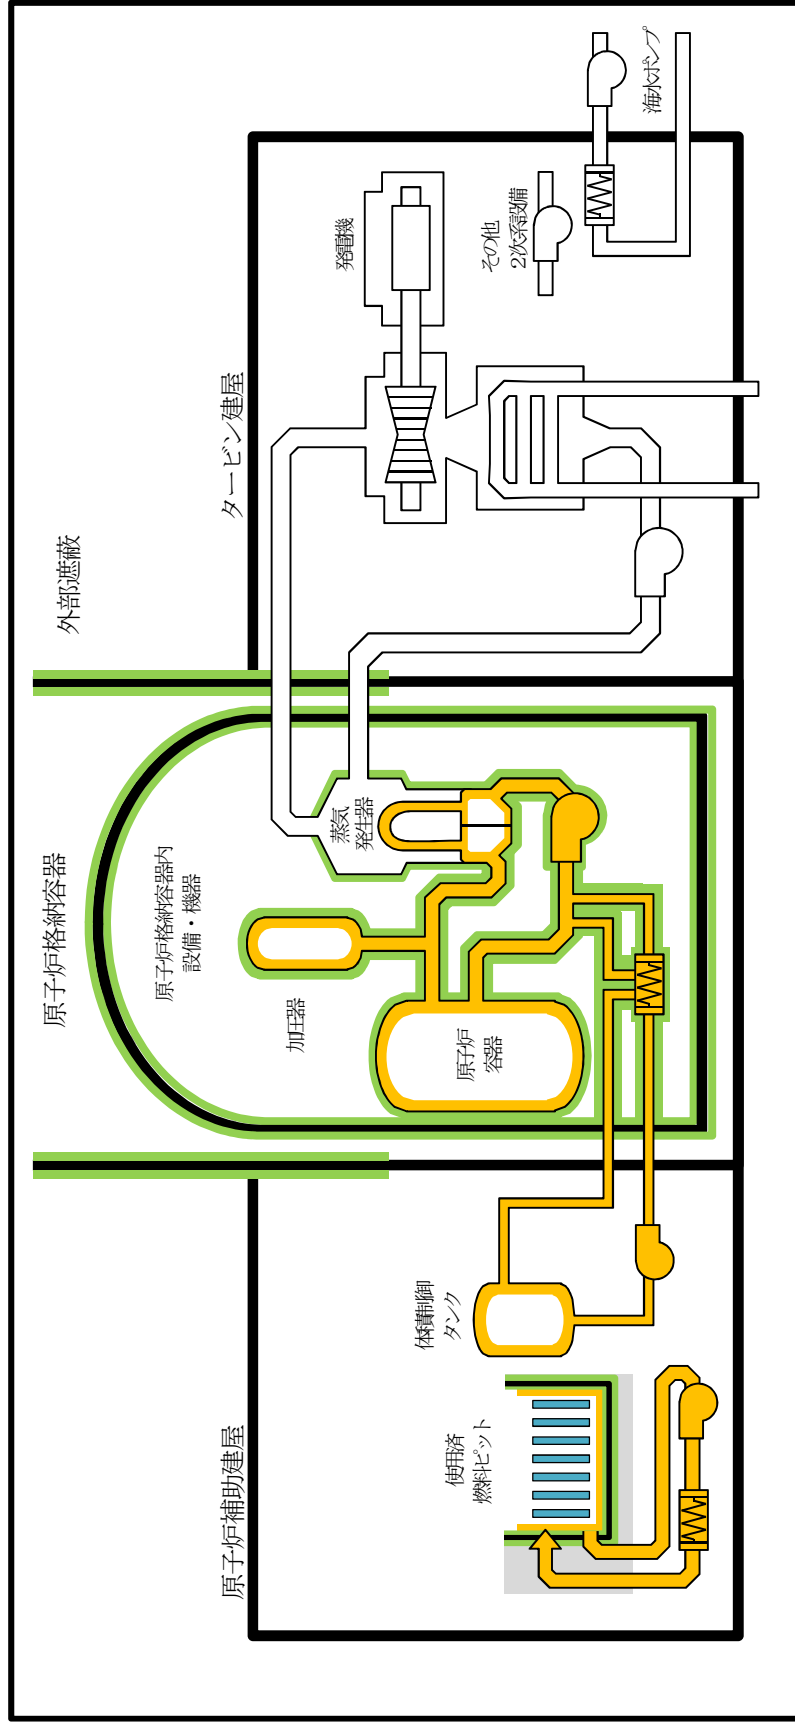 外部遮蔽
原子炉格納容器
タービン建屋
原子炉補助建屋
原子炉格納容器内
設備・機器
加圧器
蒸気
発生器
原子炉
容器
発電機
その他
2次系設備
海水ポンプ
体積制御
タンク
使用済
燃料ピット